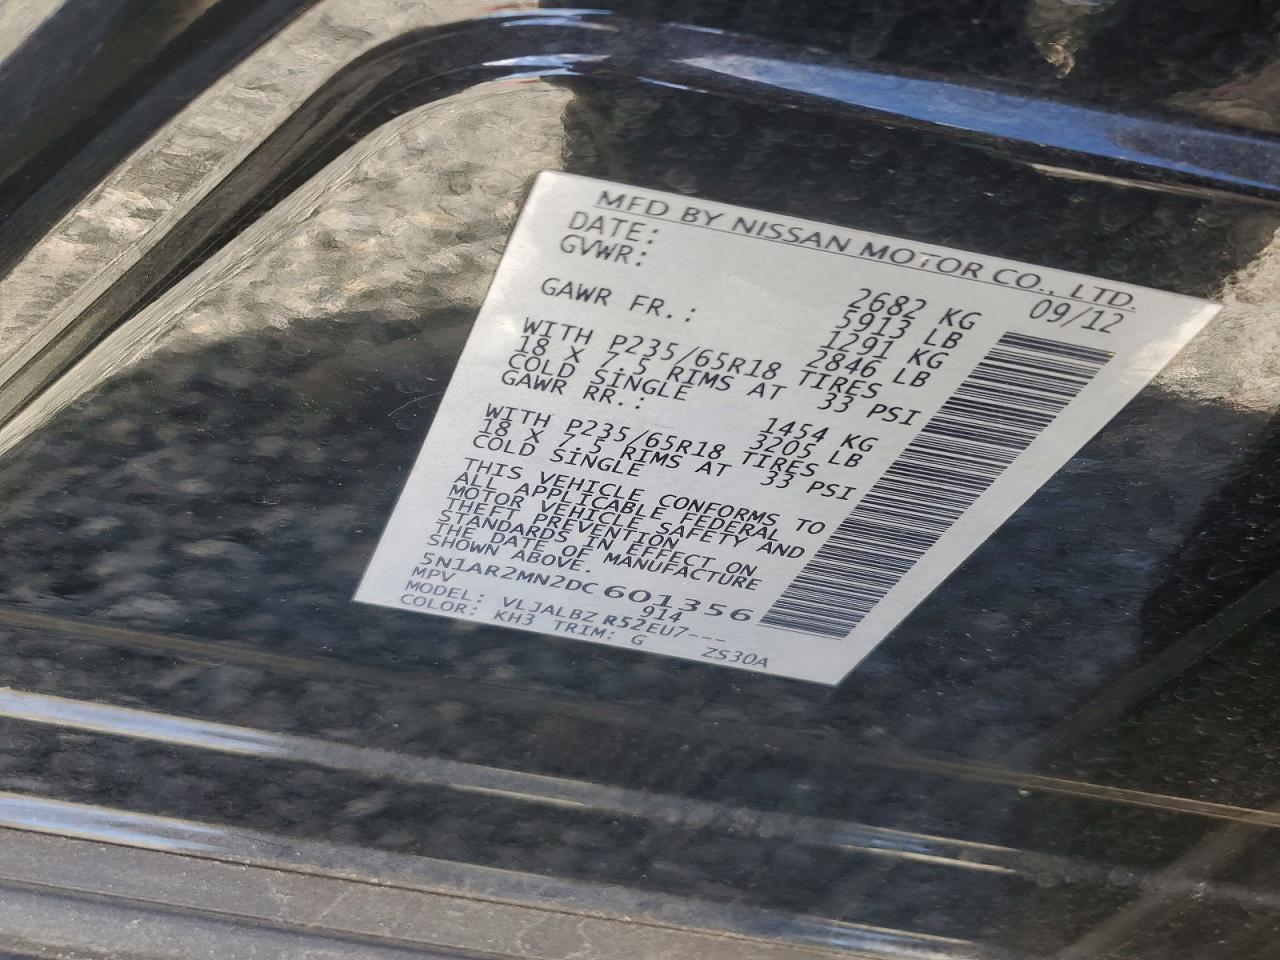 MFD BY NISSAN MOTOR CO., LTD.
DATE: 09/12
GVWR: 2682 KG
5913 LB
GAWR FR.: 1291 KG
2846 LB
WITH P235/65R18 TIRES
18 X 7.5 RIMS AT 33 PSI
COLD SINGLE
GAWR RR.: 1454 KG
3205 LB
WITH P235/65R18 TIRES
18 X 7.5 RIMS AT 33 PSI
COLD SINGLE
THIS VEHICLE CONFORMS TO
ALL APPLICABLE FEDERAL
MOTOR VEHICLE SAFETY AND
THEFT PREVENTION
STANDARDS IN EFFECT ON
THE DATE OF MANUFACTURE
SHOWN ABOVE.
5N1AR2MN2DC601356
MPV 914
MODEL: VLJALBZ R52EU7---
COLOR: KH3 TRIM: G ZS30A